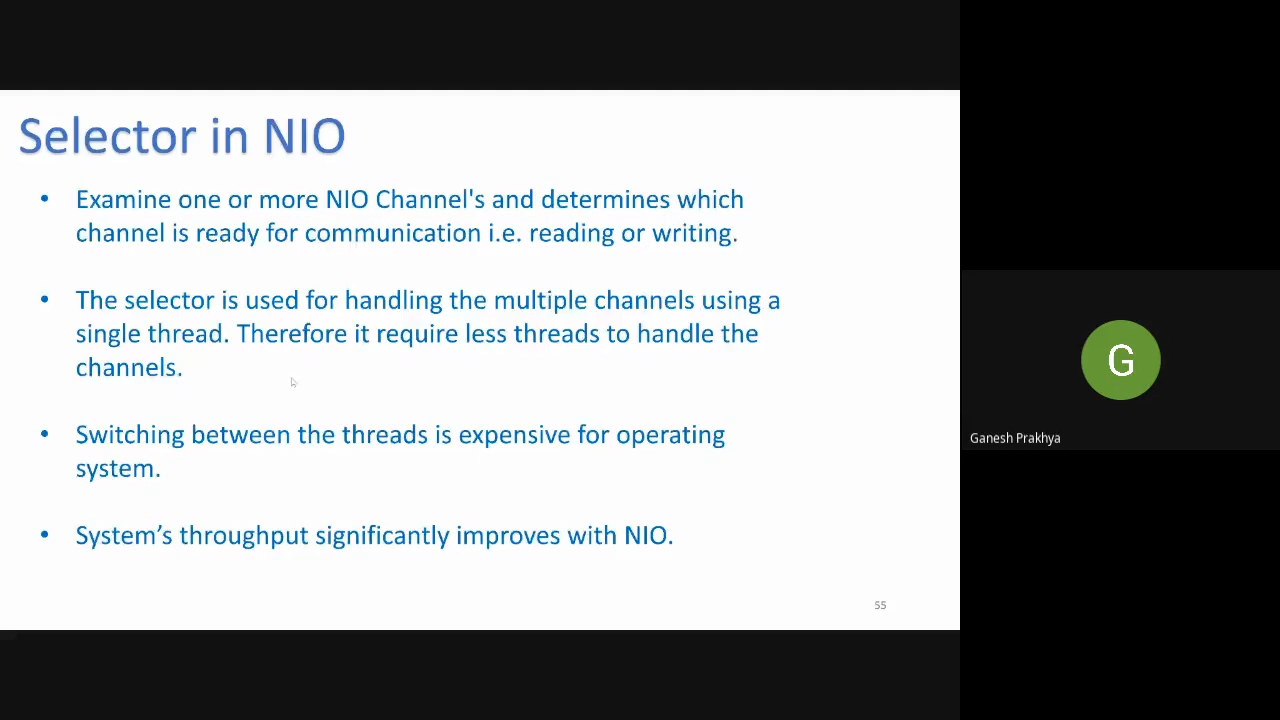 Selector in NIO
• Examine one or more NIO Channel's and determines which
channel is ready for communication i.e. reading or writing.
• The selector is used for handling the multiple channels using a
single thread. Therefore it require less threads to handle the
channels.
• Switching between the threads is expensive for operating
system.
• System’s throughput significantly improves with NIO.
55
G
Ganesh Prakhya